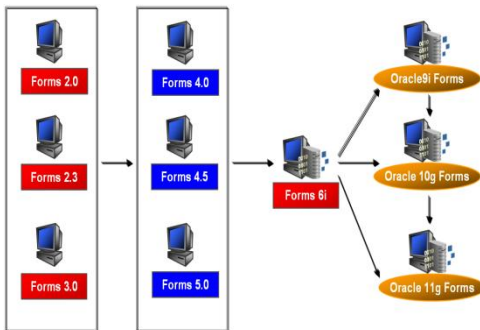 Forms 2.0
Forms 2.3
Forms 3.0
Forms 4.0
Forms 4.5
Forms 5.0
Forms 6i
Oracle9i Forms
Oracle 10g Forms
Oracle 11g Forms